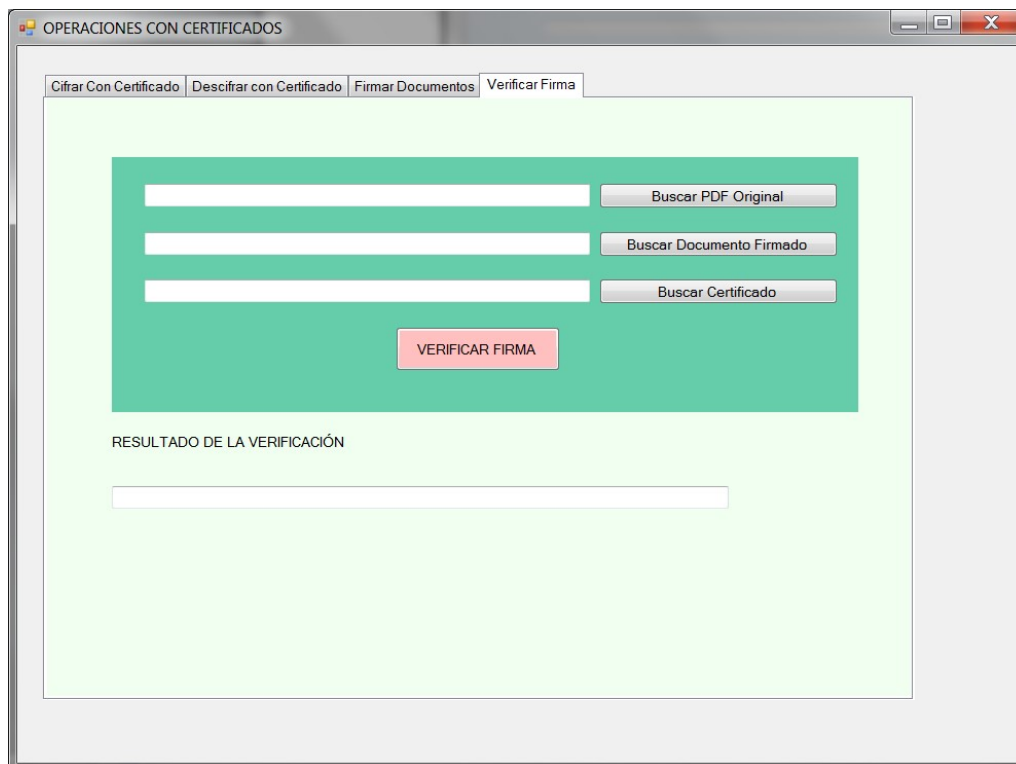 OPERACIONES CON CERTIFICADOS
Cifrar Con Certificado Descifrar con Certificado Firmar Documentos Verificar Firma
Buscar PDF Original
Buscar Documento Firmado
Buscar Certificado
VERIFICAR FIRMA
RESULTADO DE LA VERIFICACIÓN